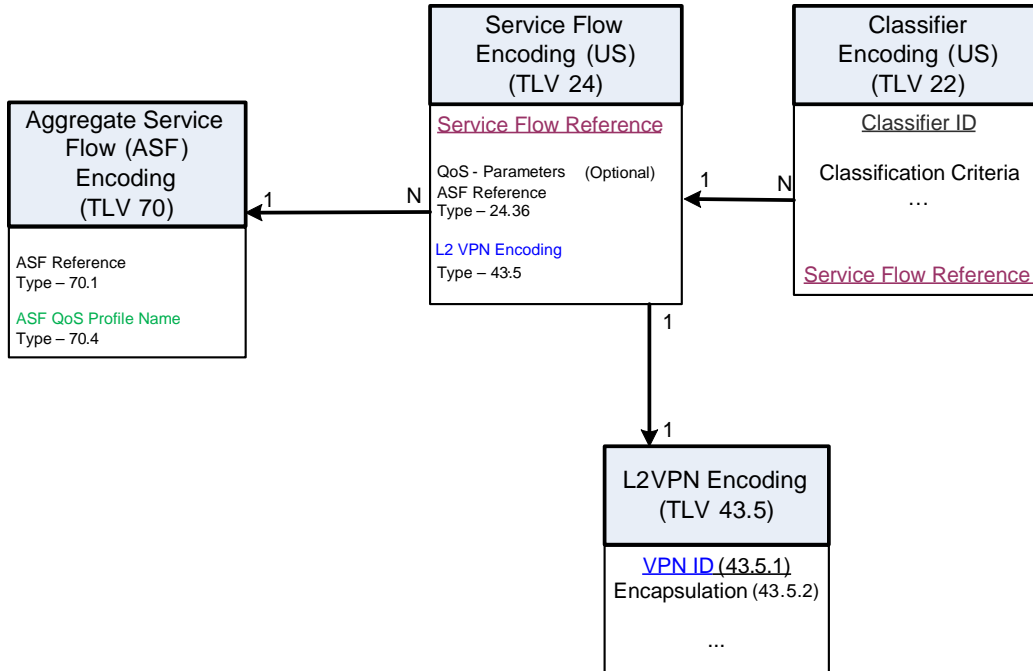 Aggregate Service
Flow (ASF)
Encoding
(TLV 70)
ASF Reference
Type – 70.1
ASF QoS Profile Name
Type – 70.4
1
N
Service Flow
Encoding (US)
(TLV 24)
Service Flow Reference
QoS - Parameters (Optional)
ASF Reference
Type – 24.36
L2 VPN Encoding
Type – 43.5
1
N
Classifier
Encoding (US)
(TLV 22)
Classifier ID
Classification Criteria
...
Service Flow Reference
1
1
L2VPN Encoding
(TLV 43.5)
VPN ID (43.5.1)
Encapsulation (43.5.2)
...